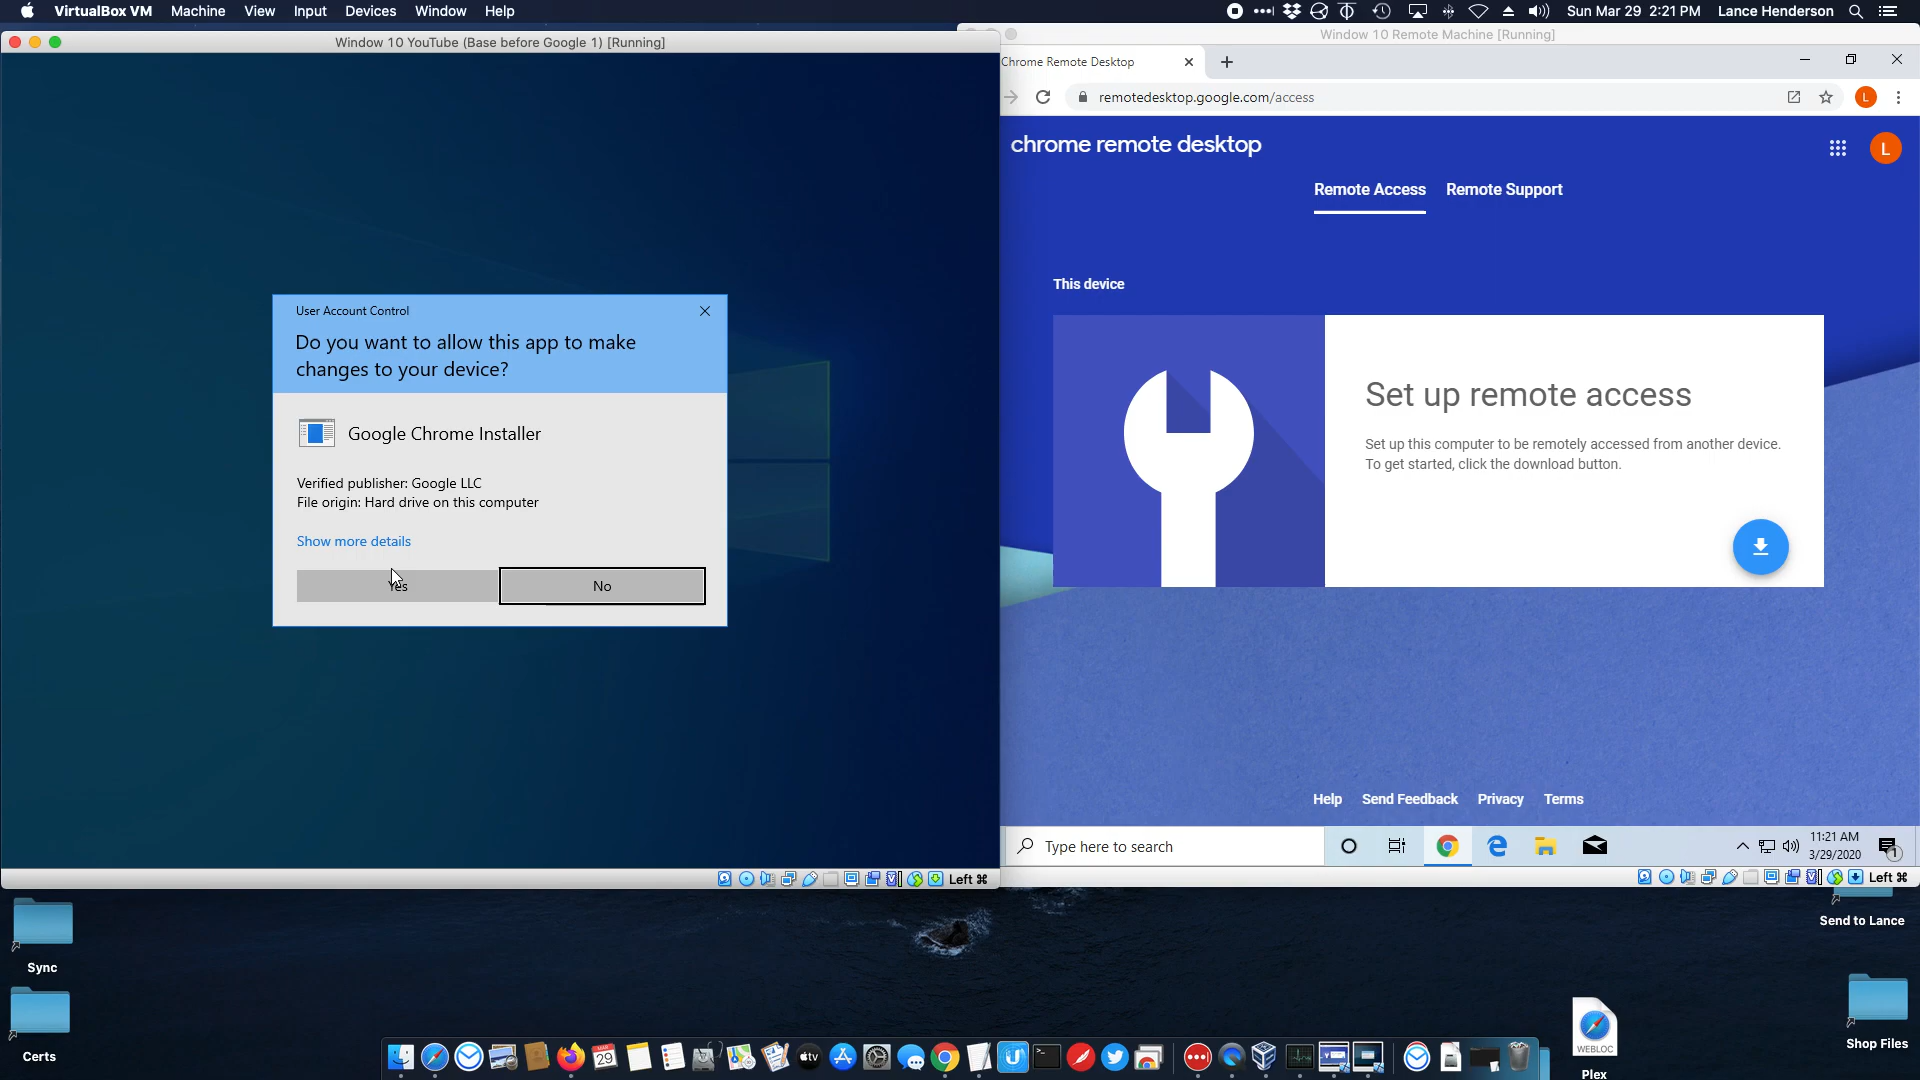 VirtualBox VM Machine View Input Devices Window Help
Sun Mar 29 2:21 PM Lance Henderson
Window 10 YouTube (Base before Google 1) [Running]
Window 10 Remote Machine [Running]
Chrome Remote Desktop
remotedesktop.google.com/access
L
chrome remote desktop
L
Remote Access Remote Support
This device
Set up remote access
Set up this computer to be remotely accessed from another device.
To get started, click the download button.
Help Send Feedback Privacy Terms
Type here to search
11:21 AM
3/29/2020
1
Left ⌘
User Account Control
Do you want to allow this app to make
changes to your device?
Google Chrome Installer
Verified publisher: Google LLC
File origin: Hard drive on this computer
Show more details
Yes No
Left ⌘
Sync
Certs
Send to Lance
Shop Files
WEBLOC
Plex
29
tv